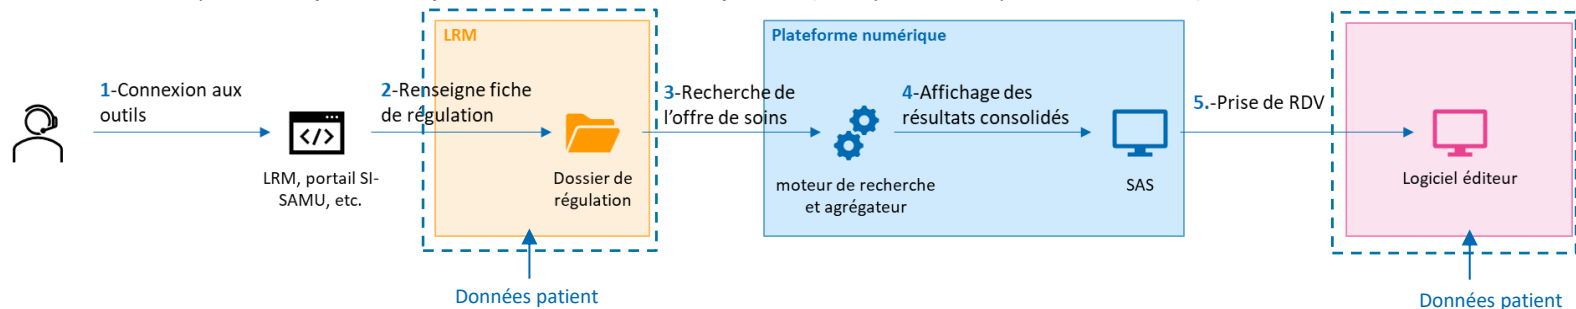 LRM
Plateforme numérique
1-Connexion aux
outils
2-Renseigne fiche
de régulation
3-Recherche de
l'offre de soins
4-Affichage des
résultats consolidés
5.-Prise de RDV
LRM, portail SI-
SAMU, etc.
Dossier de
régulation
moteur de recherche
et agrégateur
SAS
Logiciel éditeur
Données patient
Données patient